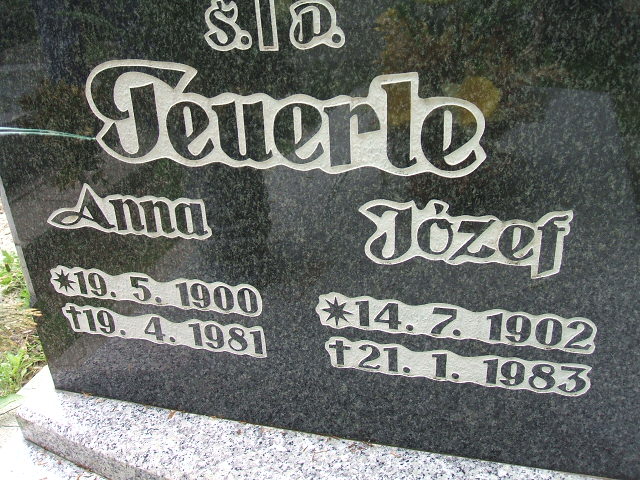 Ś. † P.
Feuerle
Anna
*19. 5. 1900
†19. 4. 1981
Józef
*14. 7. 1902
†21. 1. 1983